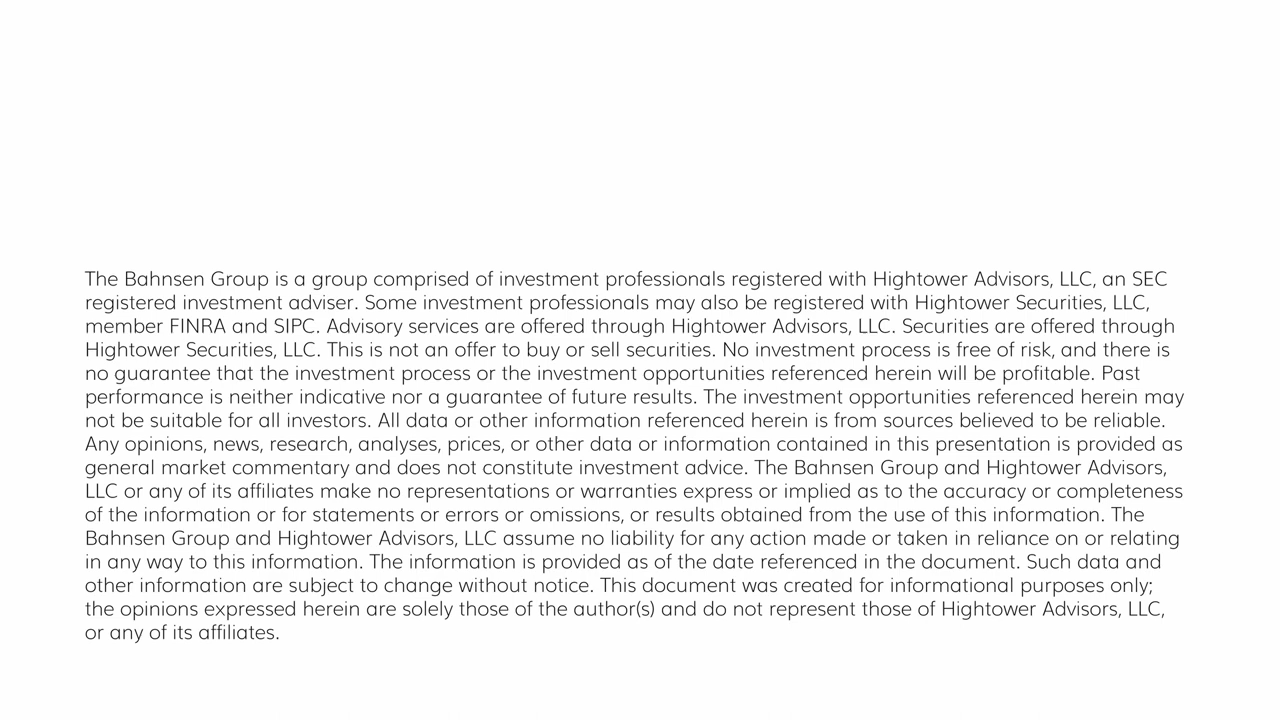 The Bahnsen Group is a group comprised of investment professionals registered with Hightower Advisors, LLC, an SEC
registered investment adviser. Some investment professionals may also be registered with Hightower Securities, LLC,
member FINRA and SIPC. Advisory services are offered through Hightower Advisors, LLC. Securities are offered through
Hightower Securities, LLC. This is not an offer to buy or sell securities. No investment process is free of risk, and there is
no guarantee that the investment process or the investment opportunities referenced herein will be profitable. Past
performance is neither indicative nor a guarantee of future results. The investment opportunities referenced herein may
not be suitable for all investors. All data or other information referenced herein is from sources believed to be reliable.
Any opinions, news, research, analyses, prices, or other data or information contained in this presentation is provided as
general market commentary and does not constitute investment advice. The Bahnsen Group and Hightower Advisors,
LLC or any of its affiliates make no representations or warranties express or implied as to the accuracy or completeness
of the information or for statements or errors or omissions, or results obtained from the use of this information. The
Bahnsen Group and Hightower Advisors, LLC assume no liability for any action made or taken in reliance on or relating
in any way to this information. The information is provided as of the date referenced in the document. Such data and
other information are subject to change without notice. This document was created for informational purposes only;
the opinions expressed herein are solely those of the author(s) and do not represent those of Hightower Advisors, LLC,
or any of its affiliates.